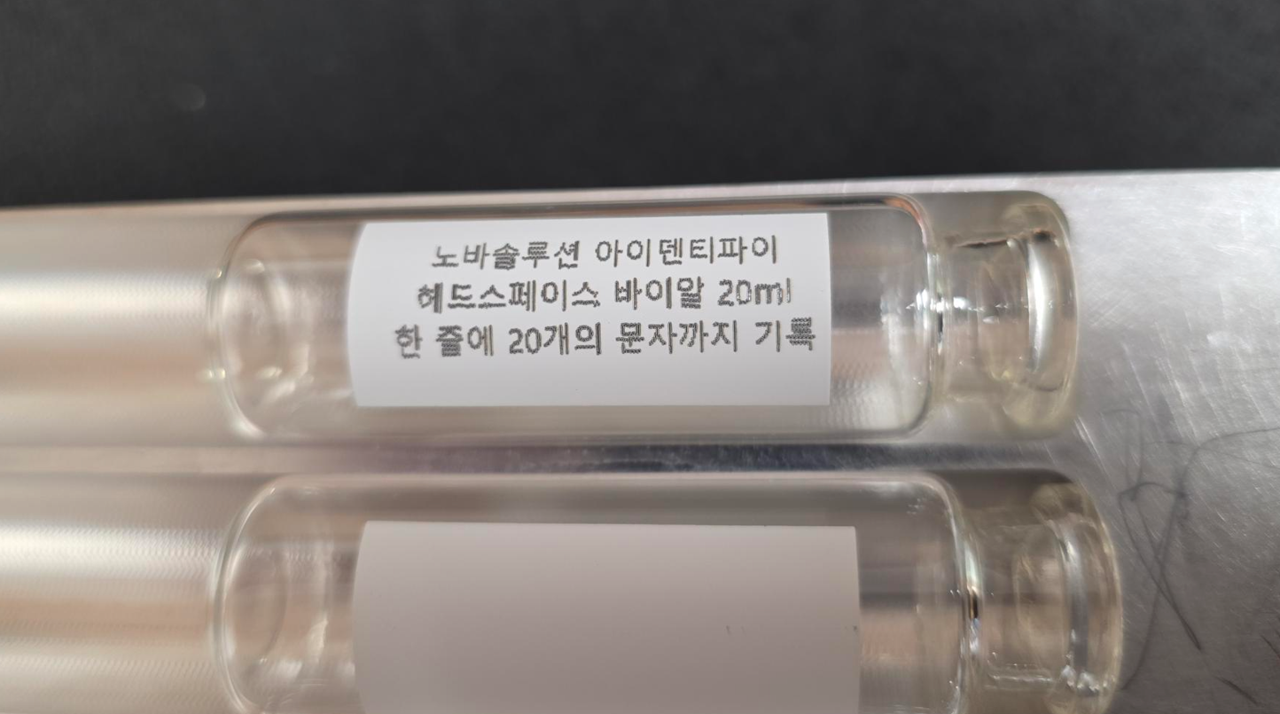 노바솔루션 아이덴티파이
헤드스페이스 바이알 20ml
한 줄에 20개의 문자까지 기록